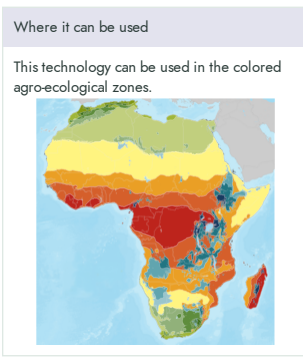 Where it can be used
This technology can be used in the colored
agro-ecological zones.